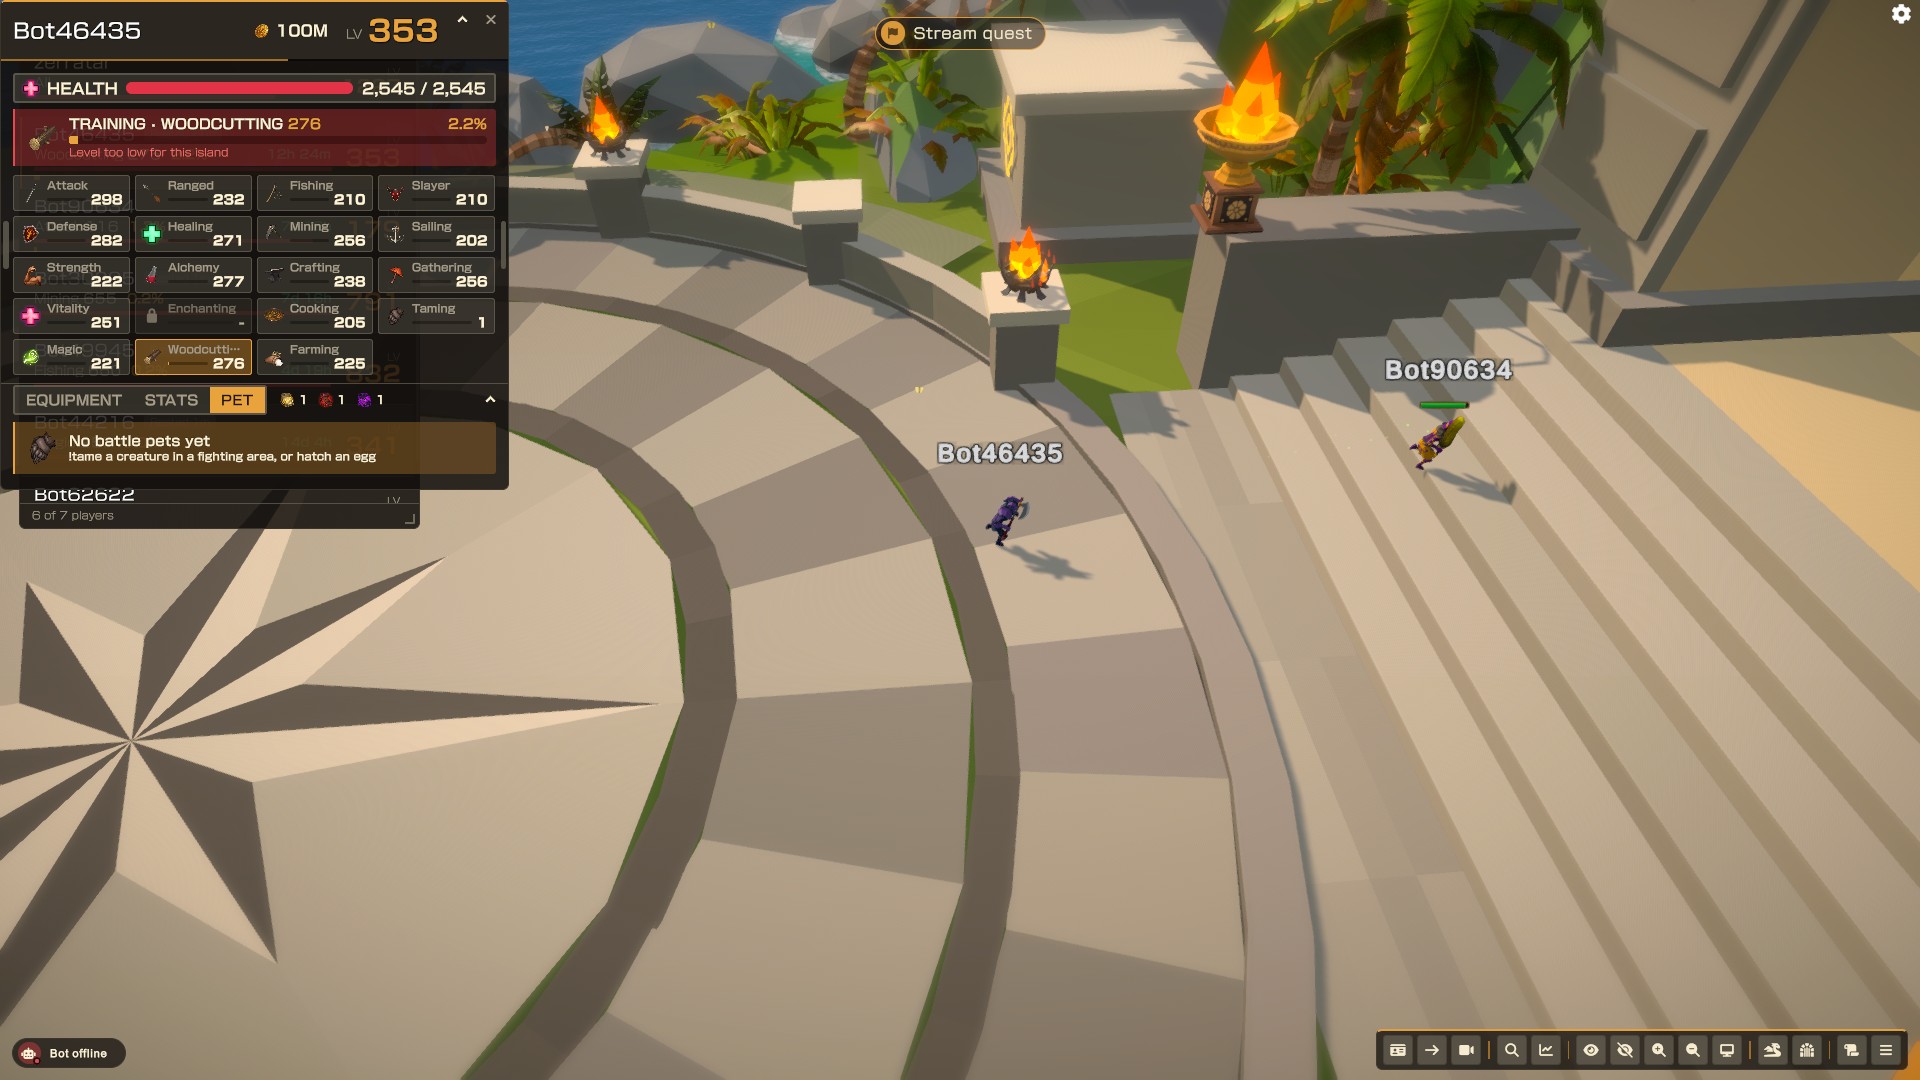 Bot46435
100M
LV 353
Stream quest
HEALTH 2,545 / 2,545
TRAINING · WOODCUTTING 276 2.2%
Level too low for this island
Attack 298
Ranged 232
Fishing 210
Slayer 210
Defense 282
Healing 271
Mining 256
Sailing 202
Strength 222
Alchemy 277
Crafting 238
Gathering 256
Vitality 251
Enchanting -
Cooking 205
Taming 1
Magic 221
Woodcutti··· 276
Farming 225
EQUIPMENT STATS PET 1 1 1
No battle pets yet
!tame a creature in a fighting area, or hatch an egg
Bot62622 LV
6 of 7 players
Bot90634
Bot46435
Bot offline